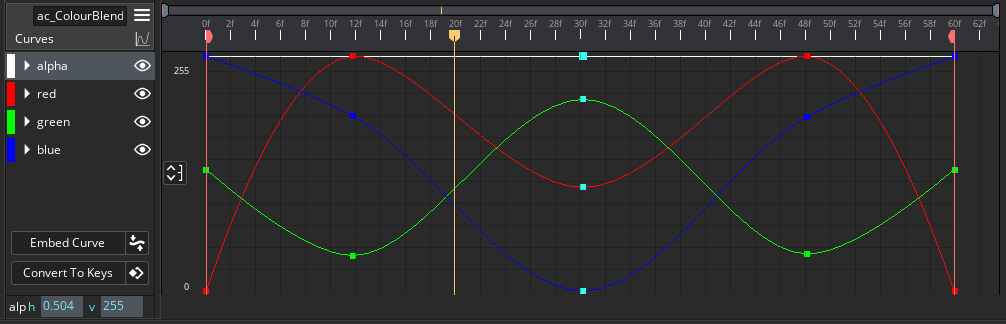 ac_ColourBlend
Curves
alpha
red
green
blue
Embed Curve
Convert To Keys
alp h 0.504 v 255
0f 2f 4f 6f 8f 10f 12f 14f 16f 18f 20f 22f 24f 26f 28f 30f 32f 34f 36f 38f 40f 42f 44f 46f 48f 50f 52f 54f 56f 58f 60f 62f
255
0